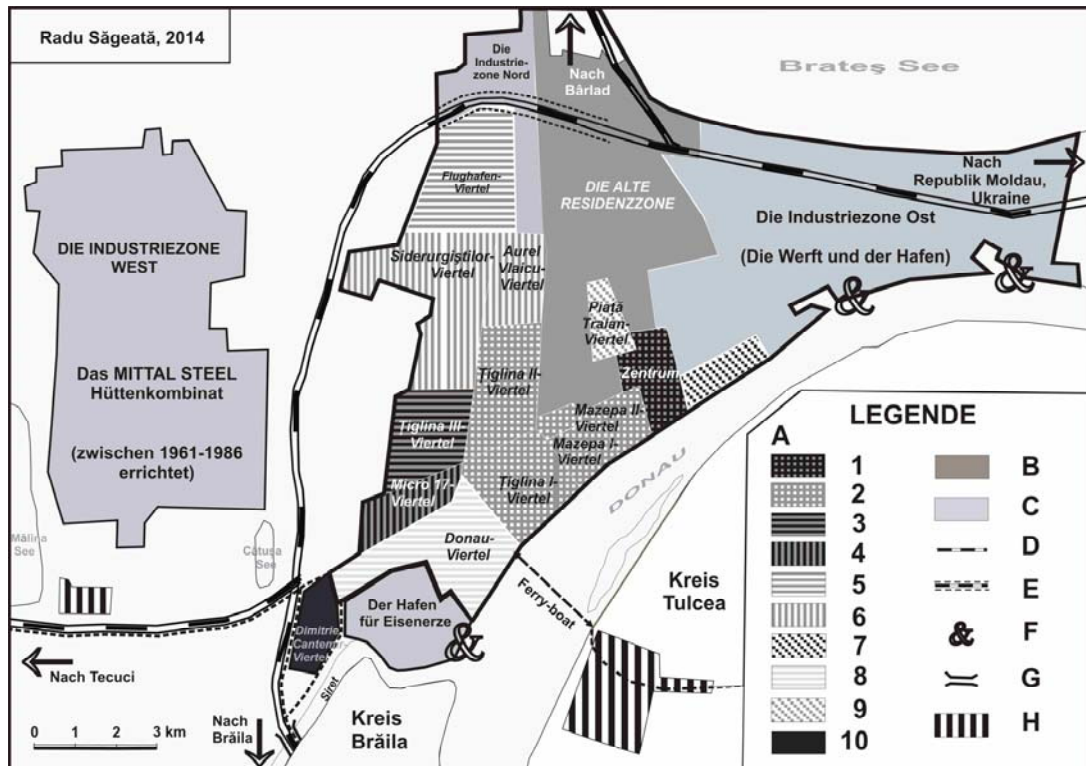 Radu Săgeată, 2014
Die
Industrie-
zone Nord
Nach
Bârlad
Brateş See
Nach
Republik Moldau,
Ukraine
Flughafen-
Viertel
DIE ALTE
RESIDENZZONE
Die Industriezone Ost
(Die Werft und der Hafen)
DIE INDUSTRIEZONE
WEST
Siderurgiştilor-
Viertel
Aurel
Vlaicu-
Viertel
&
&
Piaţă
Traian-
Viertel
Das MITTAL STEEL
Hüttenkombinat
(zwischen 1961-1986
errichtet)
Ţiglina II-
Viertel
Zentrum
Ţiglina III-
Viertel
Mazepa II-
Viertel
Mazepa I-
Viertel
Micro 17-
Viertel
Ţiglina I-
Viertel
DONAU
Mălina
See
Cătuşa
See
Donau-
Viertel
Ferry-boat
Kreis
Tulcea
Der Hafen
für Eisenerze
&
Dimitrie
Cantemir-
Viertel
Siret
Nach Tecuci
Nach
Brăila
Kreis
Brăila
0 1 2 3 km
LEGENDE
A
1
2
3
4
5
6
7
8
9
10
B
C
D
E
& F
G
H